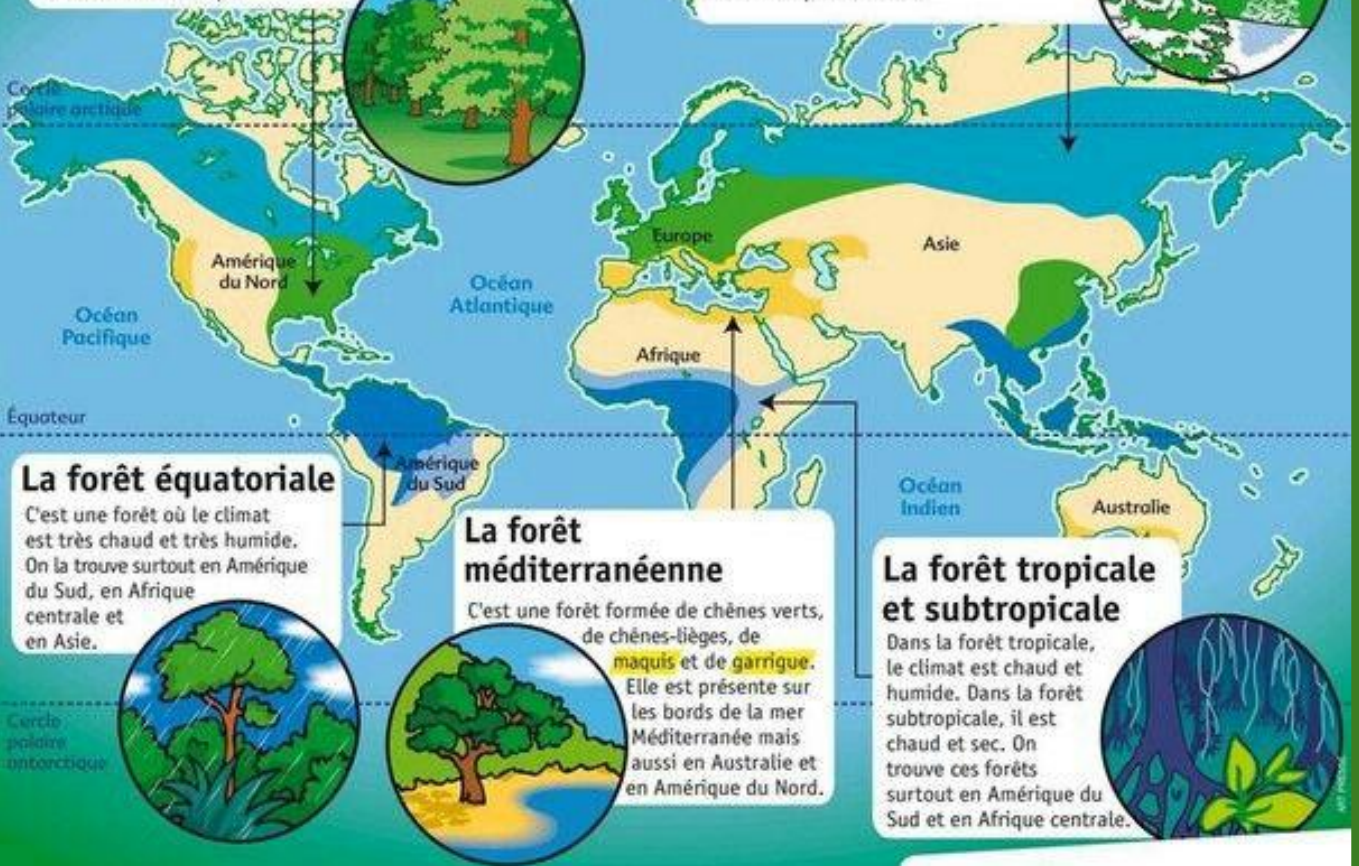 Cercle
polaire arctique
Europe
Asie
Amérique
du Nord
Océan
Atlantique
Océan
Pacifique
Afrique
Équateur
Amérique
du Sud
Océan
Indien
Australie
La forêt équatoriale
C'est une forêt où le climat
est très chaud et très humide.
On la trouve surtout en Amérique
du Sud, en Afrique
centrale et
en Asie.
La forêt
méditerranéenne
C'est une forêt formée de chênes verts,
de chênes-lièges, de
maquis et de garrigue.
Elle est présente sur
les bords de la mer
Méditerranée mais
aussi en Australie et
en Amérique du Nord.
La forêt tropicale
et subtropicale
Dans la forêt tropicale,
le climat est chaud et
humide. Dans la forêt
subtropicale, il est
chaud et sec. On
trouve ces forêts
surtout en Amérique du
Sud et en Afrique centrale.
Cercle
polaire
antarctique